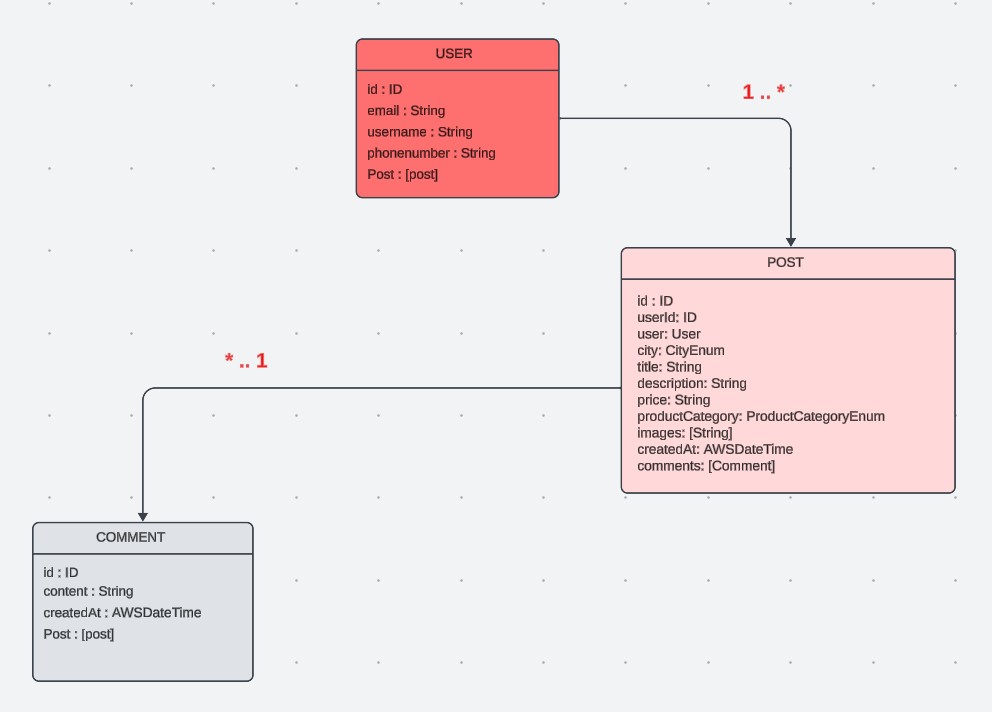 USER
id : ID
email : String
username : String
phonenumber : String
Post : [post]
1 .. *
POST
id : ID
userId: ID
user: User
city: CityEnum
title: String
description: String
price: String
productCategory: ProductCategoryEnum
images: [String]
createdAt: AWSDateTime
comments: [Comment]
* .. 1
COMMENT
id : ID
content : String
createdAt : AWSDateTime
Post : [post]